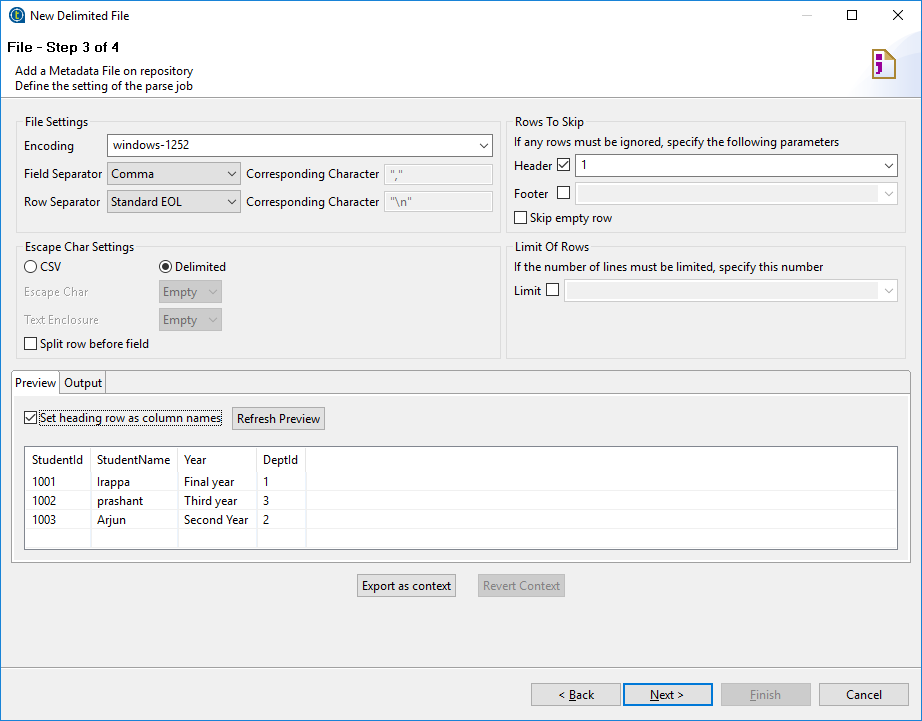 New Delimited File
File - Step 3 of 4
Add a Metadata File on repository
Define the setting of the parse job
File Settings
Encoding windows-1252
Field Separator Comma Corresponding Character ","
Row Separator Standard EOL Corresponding Character "\n"
Rows To Skip
If any rows must be ignored, specify the following parameters
Header 1
Footer
Skip empty row
Escape Char Settings
CSV Delimited
Escape Char Empty
Text Enclosure Empty
Split row before field
Limit Of Rows
If the number of lines must be limited, specify this number
Limit
Preview Output
Set heading row as column names Refresh Preview
StudentId StudentName Year DeptId
1001 Irappa Final year 1
1002 prashant Third year 3
1003 Arjun Second Year 2
Export as context Revert Context
< Back Next > Finish Cancel